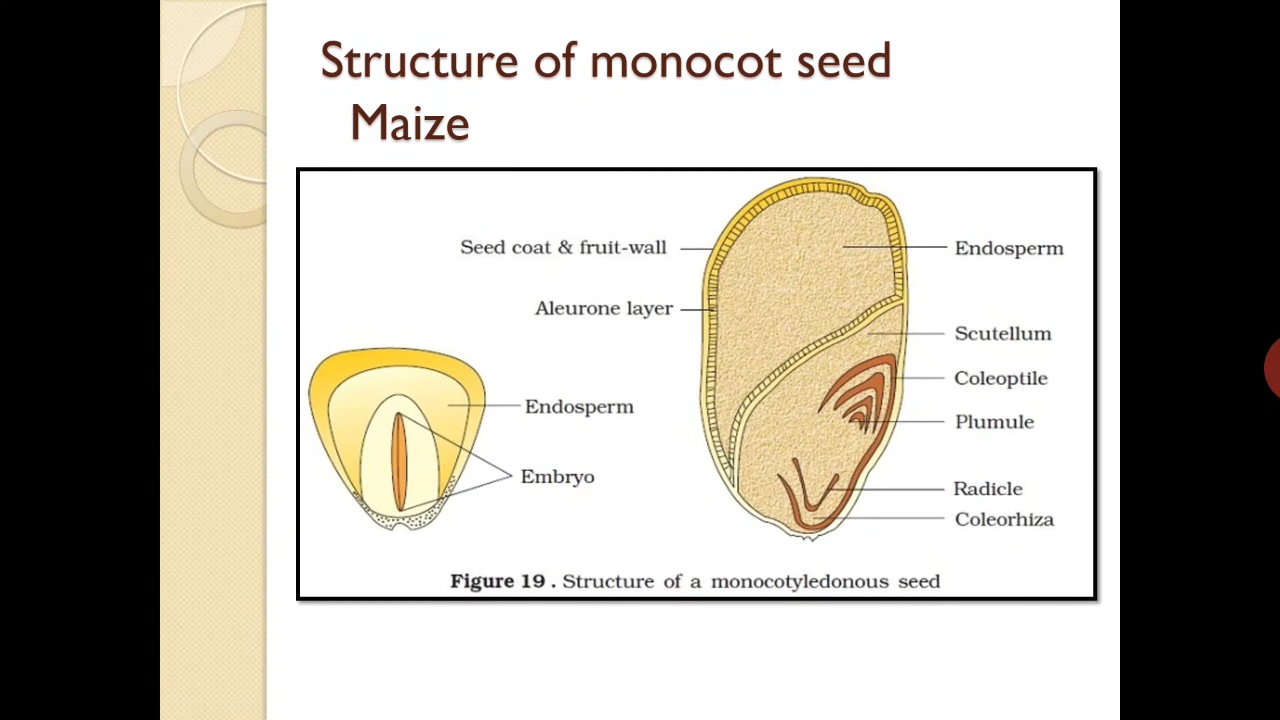 Structure of monocot seed
Maize
Seed coat & fruit-wall
Aleurone layer
Endosperm
Embryo
Endosperm
Scutellum
Coleoptile
Plumule
Radicle
Coleorhiza
Figure 19 . Structure of a monocotyledonous seed